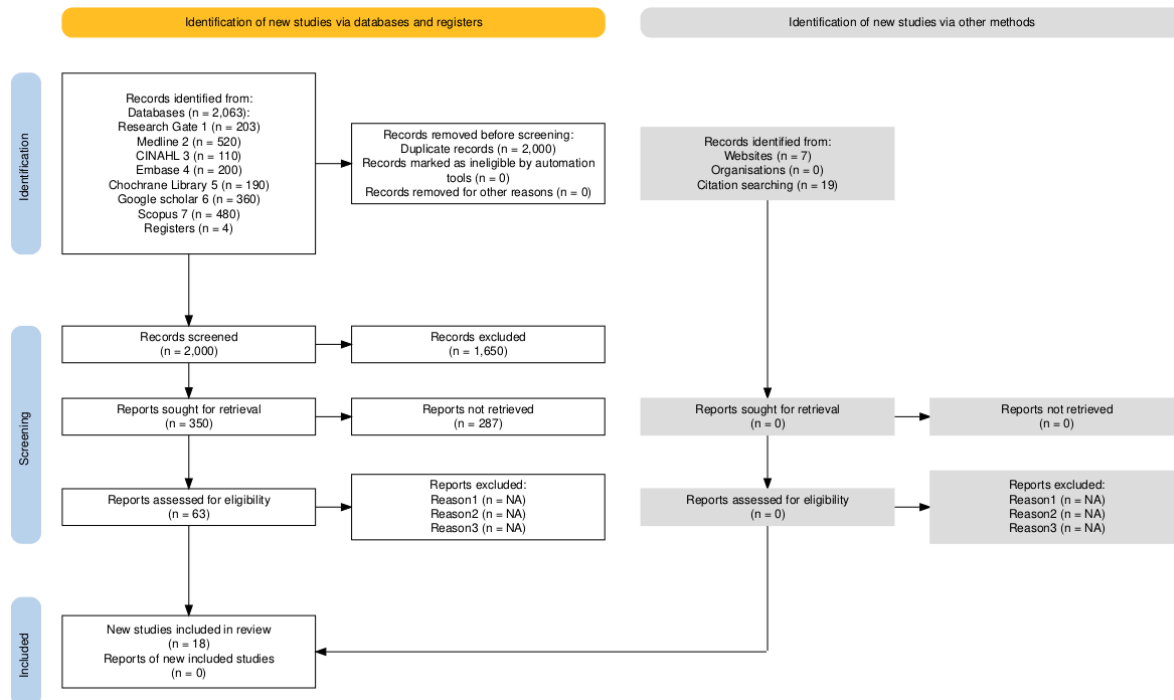 Identification of new studies via databases and registers
Identification of new studies via other methods
Identification
Records identified from:
Databases (n = 2,063):
Research Gate 1 (n = 203)
Medline 2 (n = 520)
CINAHL 3 (n = 110)
Embase 4 (n = 200)
Chochrane Library 5 (n = 190)
Google scholar 6 (n = 360)
Scopus 7 (n = 480)
Registers (n = 4)
Records removed before screening:
Duplicate records (n = 2,000)
Records marked as ineligible by automation
tools (n = 0)
Records removed for other reasons (n = 0)
Records identified from:
Websites (n = 7)
Organisations (n = 0)
Citation searching (n = 19)
Screening
Records screened
(n = 2,000)
Records excluded
(n = 1,650)
Reports sought for retrieval
(n = 350)
Reports not retrieved
(n = 287)
Reports sought for retrieval
(n = 0)
Reports not retrieved
(n = 0)
Reports assessed for eligibility
(n = 63)
Reports excluded:
Reason1 (n = NA)
Reason2 (n = NA)
Reason3 (n = NA)
Reports assessed for eligibility
(n = 0)
Reports excluded:
Reason1 (n = NA)
Reason2 (n = NA)
Reason3 (n = NA)
Included
New studies included in review
(n = 18)
Reports of new included studies
(n = 0)